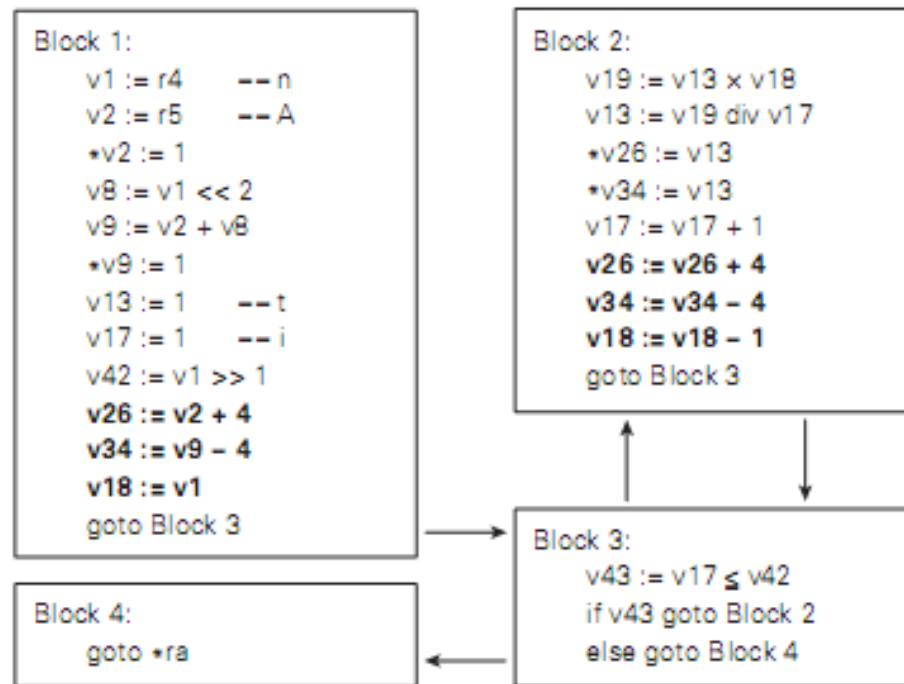 Block 1:
v1 := r4 -- n
v2 := r5 -- A
*v2 := 1
v8 := v1 << 2
v9 := v2 + v8
*v9 := 1
v13 := 1 -- t
v17 := 1 -- i
v42 := v1 >> 1
v26 := v2 + 4
v34 := v9 – 4
v18 := v1
goto Block 3
Block 2:
v19 := v13 × v18
v13 := v19 div v17
*v26 := v13
*v34 := v13
v17 := v17 + 1
v26 := v26 + 4
v34 := v34 – 4
v18 := v18 – 1
goto Block 3
Block 3:
v43 := v17 ≤ v42
if v43 goto Block 2
else goto Block 4
Block 4:
goto *ra